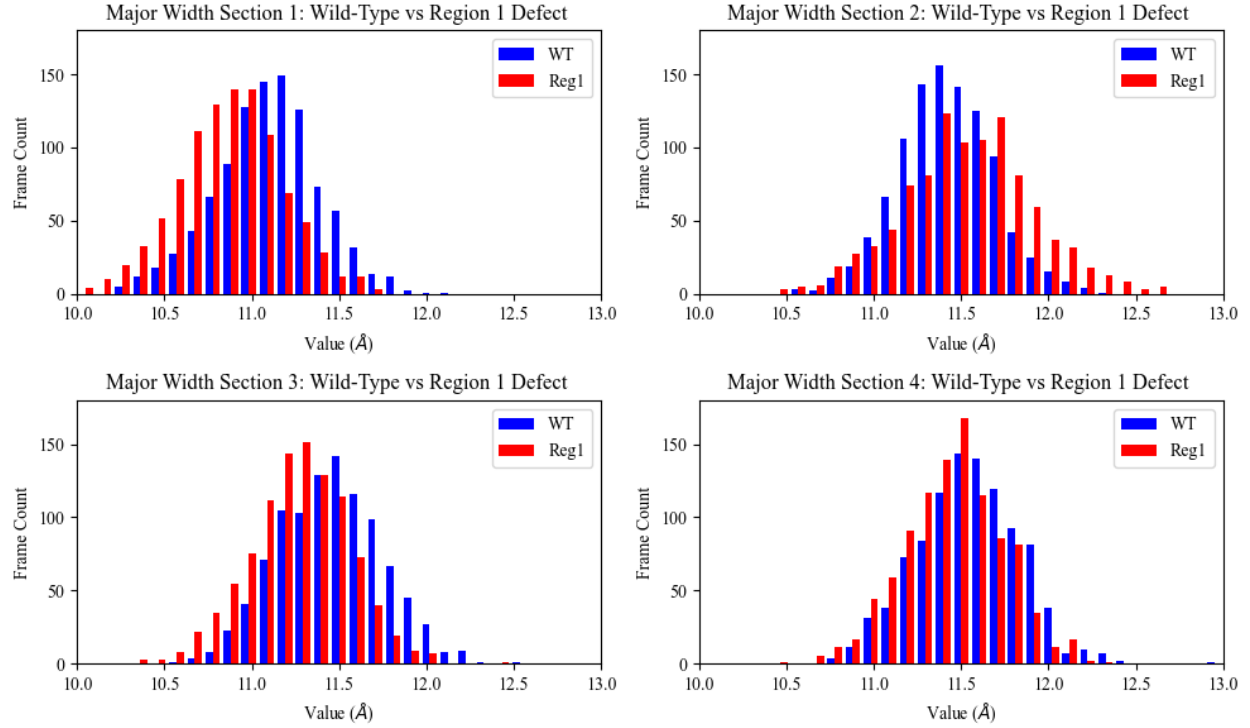 Major Width Section 1: Wild-Type vs Region 1 Defect
WT
Reg1
Frame Count
150
100
50
0
10.0 10.5 11.0 11.5 12.0 12.5 13.0
Value (Å)
Major Width Section 2: Wild-Type vs Region 1 Defect
WT
Reg1
Frame Count
150
100
50
0
10.0 10.5 11.0 11.5 12.0 12.5 13.0
Value (Å)
Major Width Section 3: Wild-Type vs Region 1 Defect
WT
Reg1
Frame Count
150
100
50
0
10.0 10.5 11.0 11.5 12.0 12.5 13.0
Value (Å)
Major Width Section 4: Wild-Type vs Region 1 Defect
WT
Reg1
Frame Count
150
100
50
0
10.0 10.5 11.0 11.5 12.0 12.5 13.0
Value (Å)